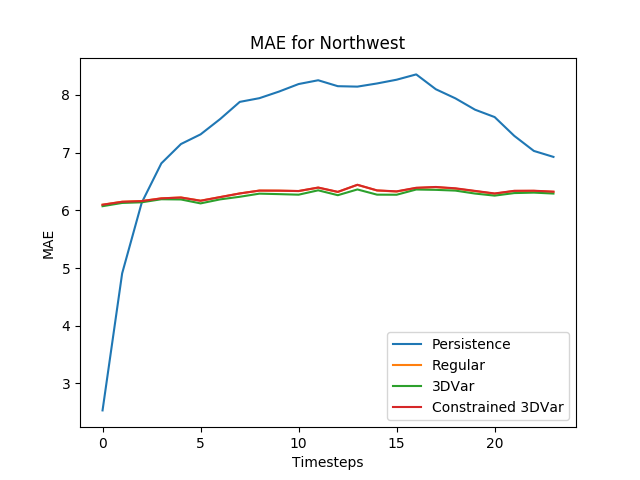 MAE for Northwest
MAE
8
7
6
5
4
3
0
5
10
15
20
Timesteps
Persistence
Regular
3DVar
Constrained 3DVar